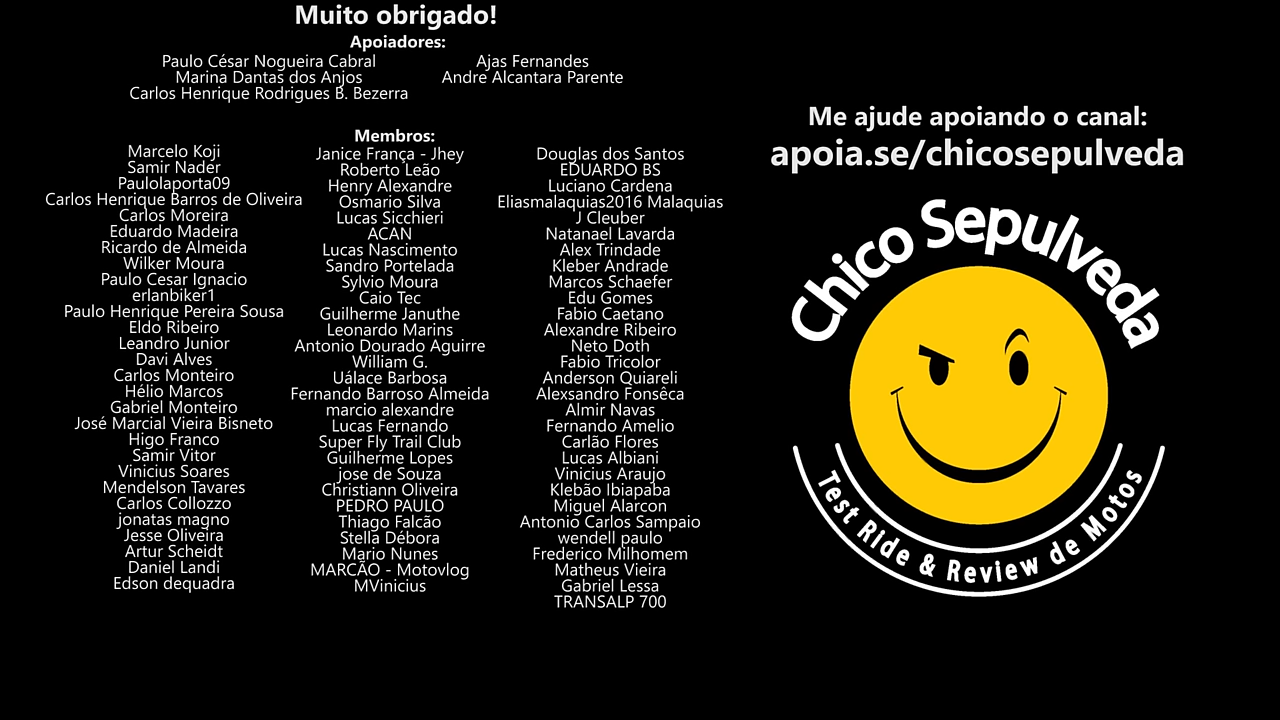 Muito obrigado!
Apoiadores:
Paulo César Nogueira Cabral
Marina Dantas dos Anjos
Carlos Henrique Rodrigues B. Bezerra
Ajas Fernandes
Andre Alcantara Parente
Membros:
Marcelo Koji
Samir Nader
Paulolaporta09
Carlos Henrique Barros de Oliveira
Carlos Moreira
Eduardo Madeira
Ricardo de Almeida
Wilker Moura
Paulo Cesar Ignacio
erlanbiker1
Paulo Henrique Pereira Sousa
Eldo Ribeiro
Leandro Junior
Davi Alves
Carlos Monteiro
Hélio Marcos
Gabriel Monteiro
José Marcial Vieira Bisneto
Higo Franco
Samir Vitor
Vinicius Soares
Mendelson Tavares
Carlos Collozzo
jonatas magno
Jesse Oliveira
Artur Scheidt
Daniel Landi
Edson dequadra
Janice França - Jhey
Roberto Leão
Henry Alexandre
Osmario Silva
Lucas Sicchieri
ACAN
Lucas Nascimento
Sandro Portelada
Sylvio Moura
Caio Tec
Guilherme Januthe
Leonardo Marins
Antonio Dourado Aguirre
William G.
Uálace Barbosa
Fernando Barroso Almeida
marcio alexandre
Lucas Fernando
Super Fly Trail Club
Guilherme Lopes
jose de Souza
Christiann Oliveira
PEDRO PAULO
Thiago Falcão
Stella Débora
Mario Nunes
MARCÃO - Motovlog
MVinicius
Douglas dos Santos
EDUARDO BS
Luciano Cardena
Eliasmalaquias2016 Malaquias
J Cleuber
Natanael Lavarda
Alex Trindade
Kleber Andrade
Marcos Schaefer
Edu Gomes
Fabio Caetano
Alexandre Ribeiro
Neto Doth
Fabio Tricolor
Anderson Quiareli
Alexsandro Fonsêca
Almir Navas
Fernando Amelio
Carlão Flores
Lucas Albiani
Vinicius Araujo
Klebão Ibiapaba
Miguel Alarcon
Antonio Carlos Sampaio
wendell paulo
Frederico Milhomem
Matheus Vieira
Gabriel Lessa
TRANSALP 700
Me ajude apoiando o canal:
apoia.se/chicosepulveda
Chico Sepulveda
Test Ride & Review de Motos